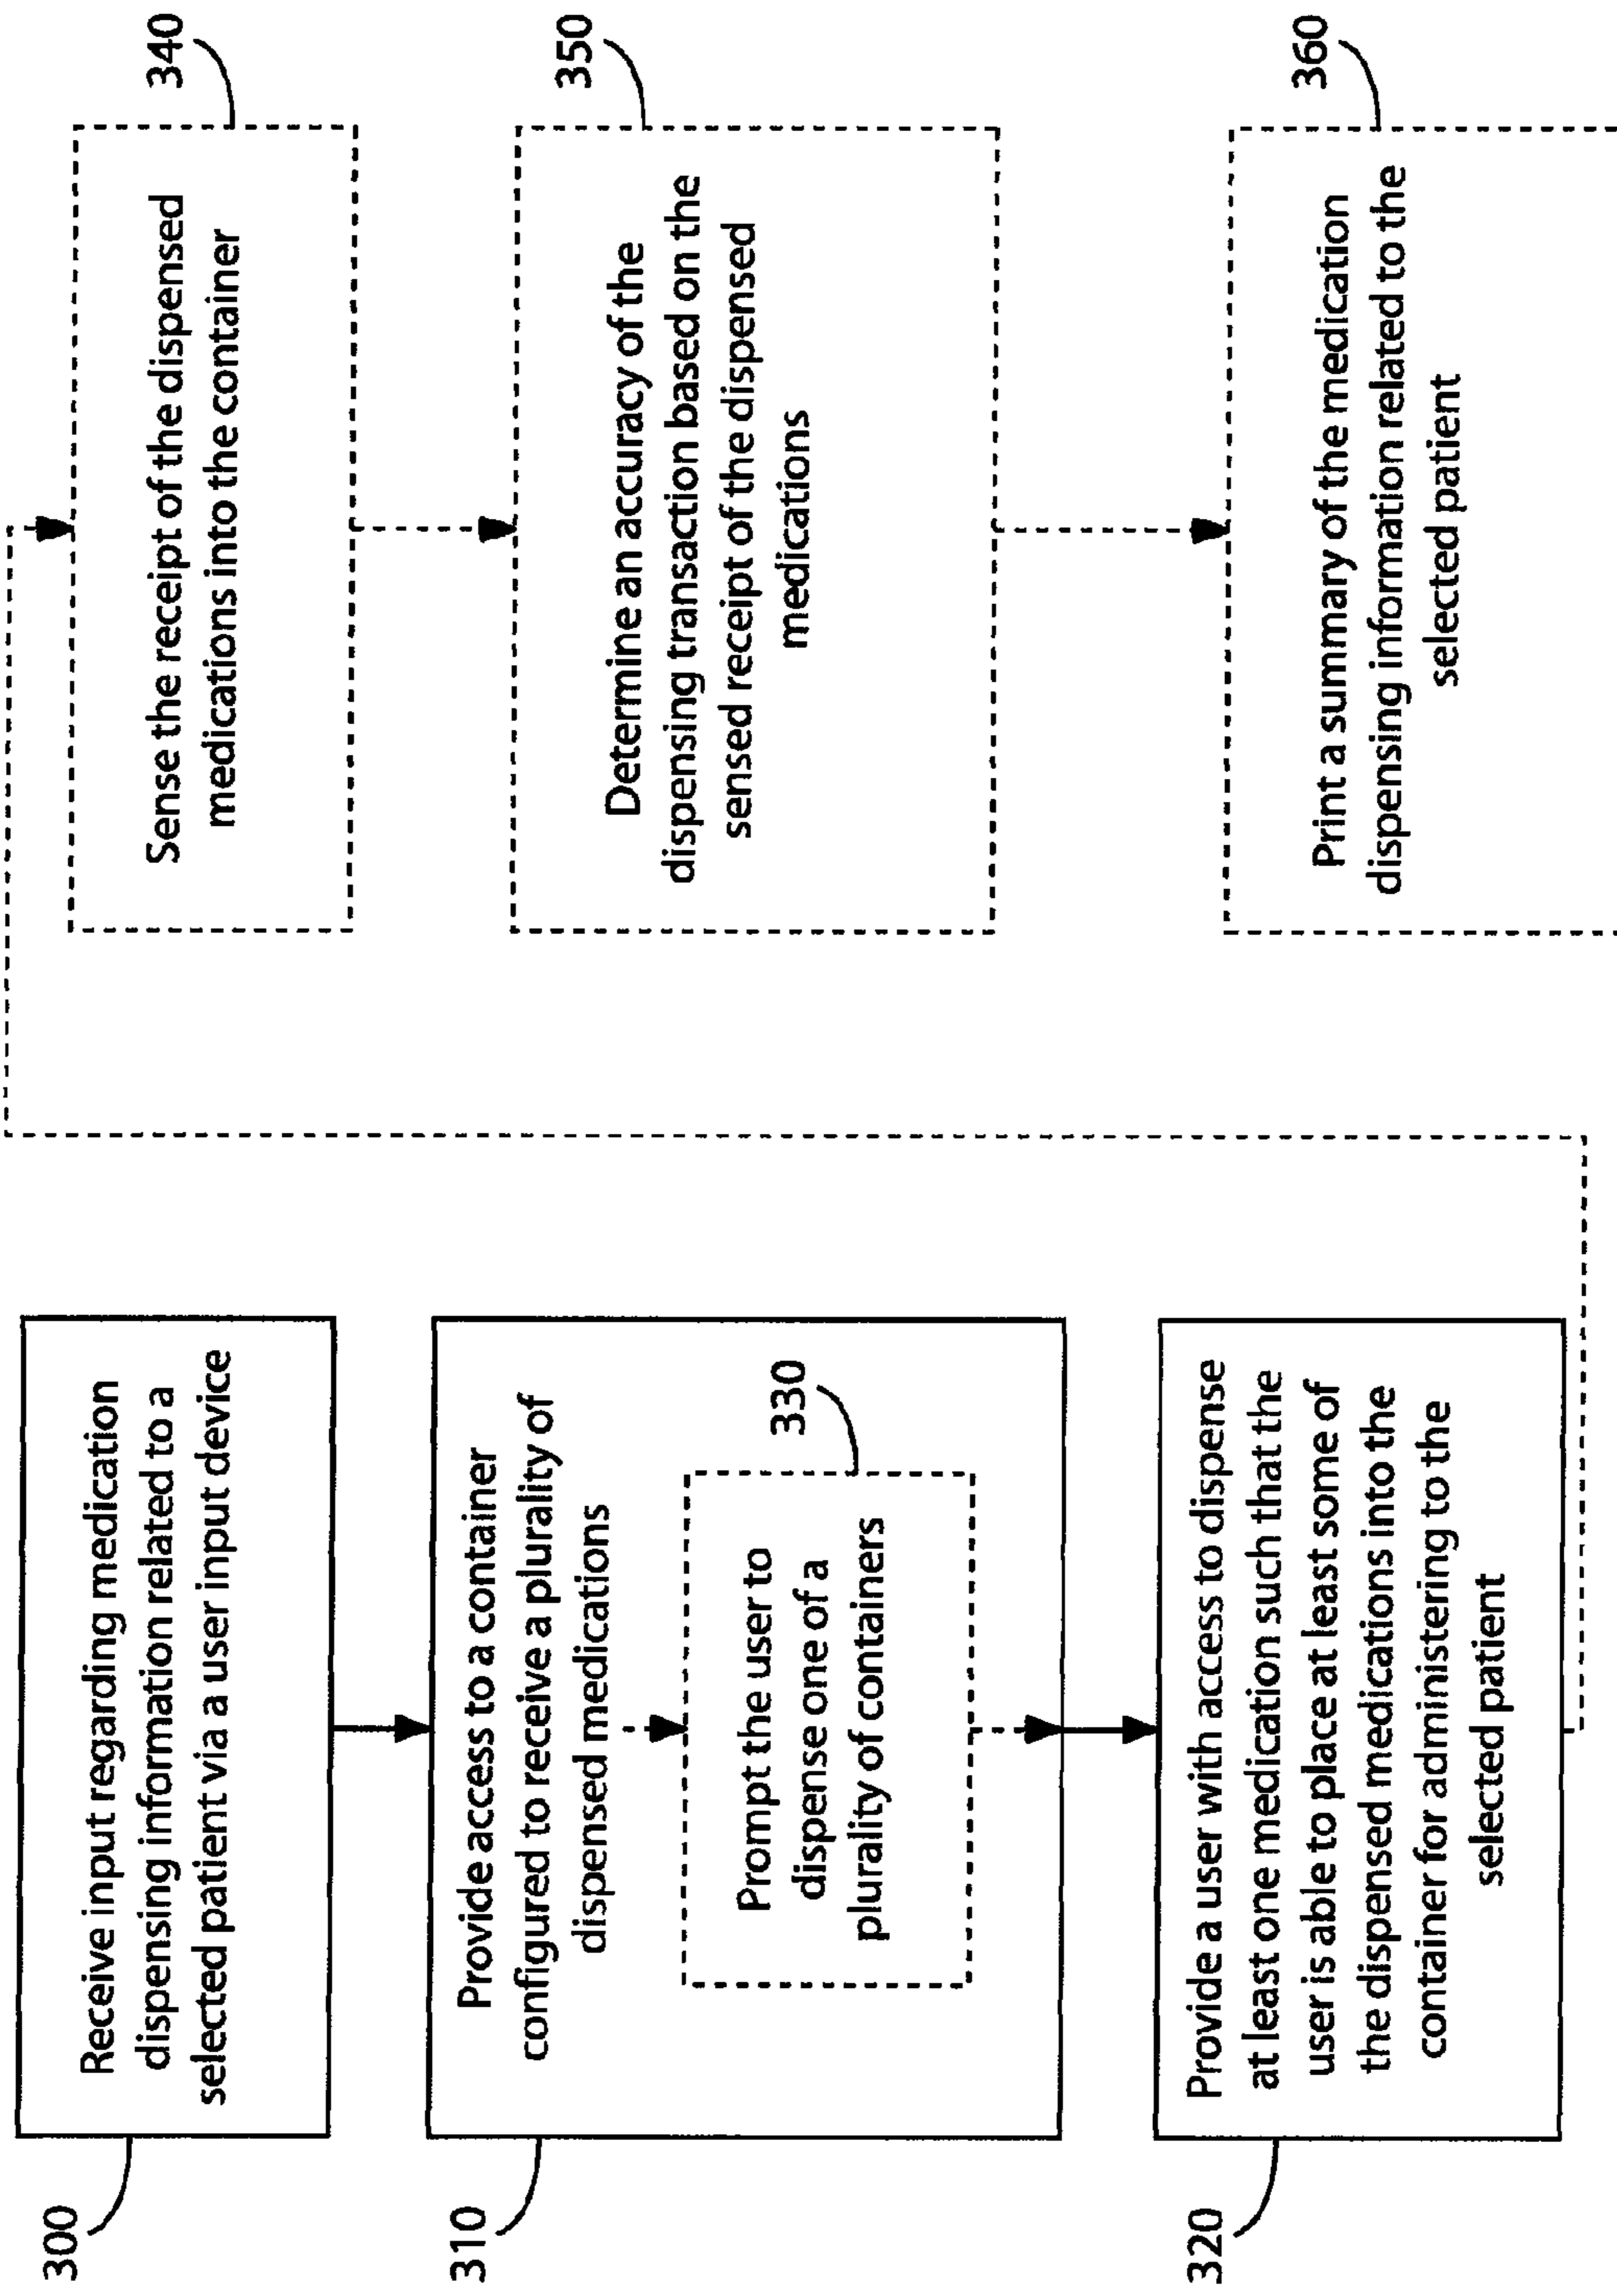 300
Receive input regarding medication
dispensing information related to a
selected patient via a user input device
310
Provide access to a container
configured to receive a plurality of
dispensed medications
330
Prompt the user to
dispense one of a
plurality of containers
320
Provide a user with access to dispense
at least one medication such that the
user is able to place at least some of
the dispensed medications into the
container for administering to the
selected patient
340
Sense the receipt of the dispensed
medications into the container
350
Determine an accuracy of the
dispensing transaction based on the
sensed receipt of the dispensed
medications
360
Print a summary of the medication
dispensing information related to the
selected patient